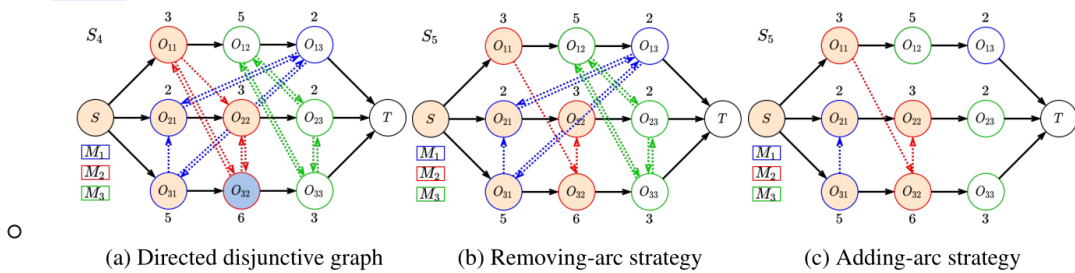 S₄
3
5
2
O₁₁
O₁₂
O₁₃
2
3
2
S
O₂₁
O₂₂
O₂₃
T
M₁
M₂
M₃
O₃₁
O₃₂
O₃₃
5
6
3
(a) Directed disjunctive graph
S₅
3
5
2
O₁₁
O₁₂
O₁₃
2
3
2
S
O₂₁
O₂₂
O₂₃
T
M₁
M₂
M₃
O₃₁
O₃₂
O₃₃
5
6
3
(b) Removing-arc strategy
S₅
3
5
2
O₁₁
O₁₂
O₁₃
2
3
2
S
O₂₁
O₂₂
O₂₃
T
M₁
M₂
M₃
O₃₁
O₃₂
O₃₃
5
6
3
(c) Adding-arc strategy